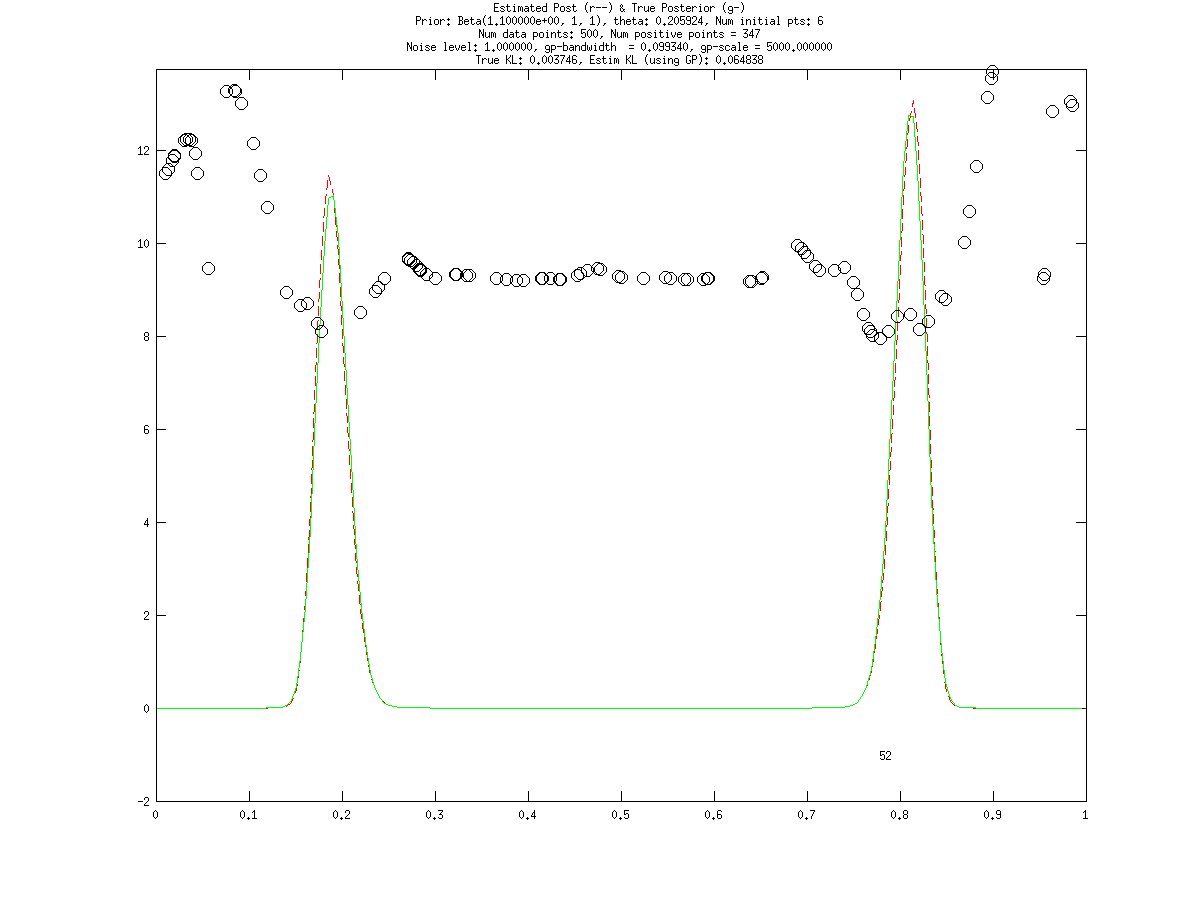 Estimated Post (r--) & True Posterior (g-)
Prior: Beta(1.100000e+00, 1, 1), theta: 0.205924, Num initial pts: 6
Num data points: 500, Num positive points = 347
Noise level: 1.000000, gp-bandwidth  = 0.099340, gp-scale = 5000.000000
True KL: 0.003746, Estim KL (using GP): 0.064838
12
10
8
6
4
2
0
52
-2
0 0.1 0.2 0.3 0.4 0.5 0.6 0.7 0.8 0.9 1